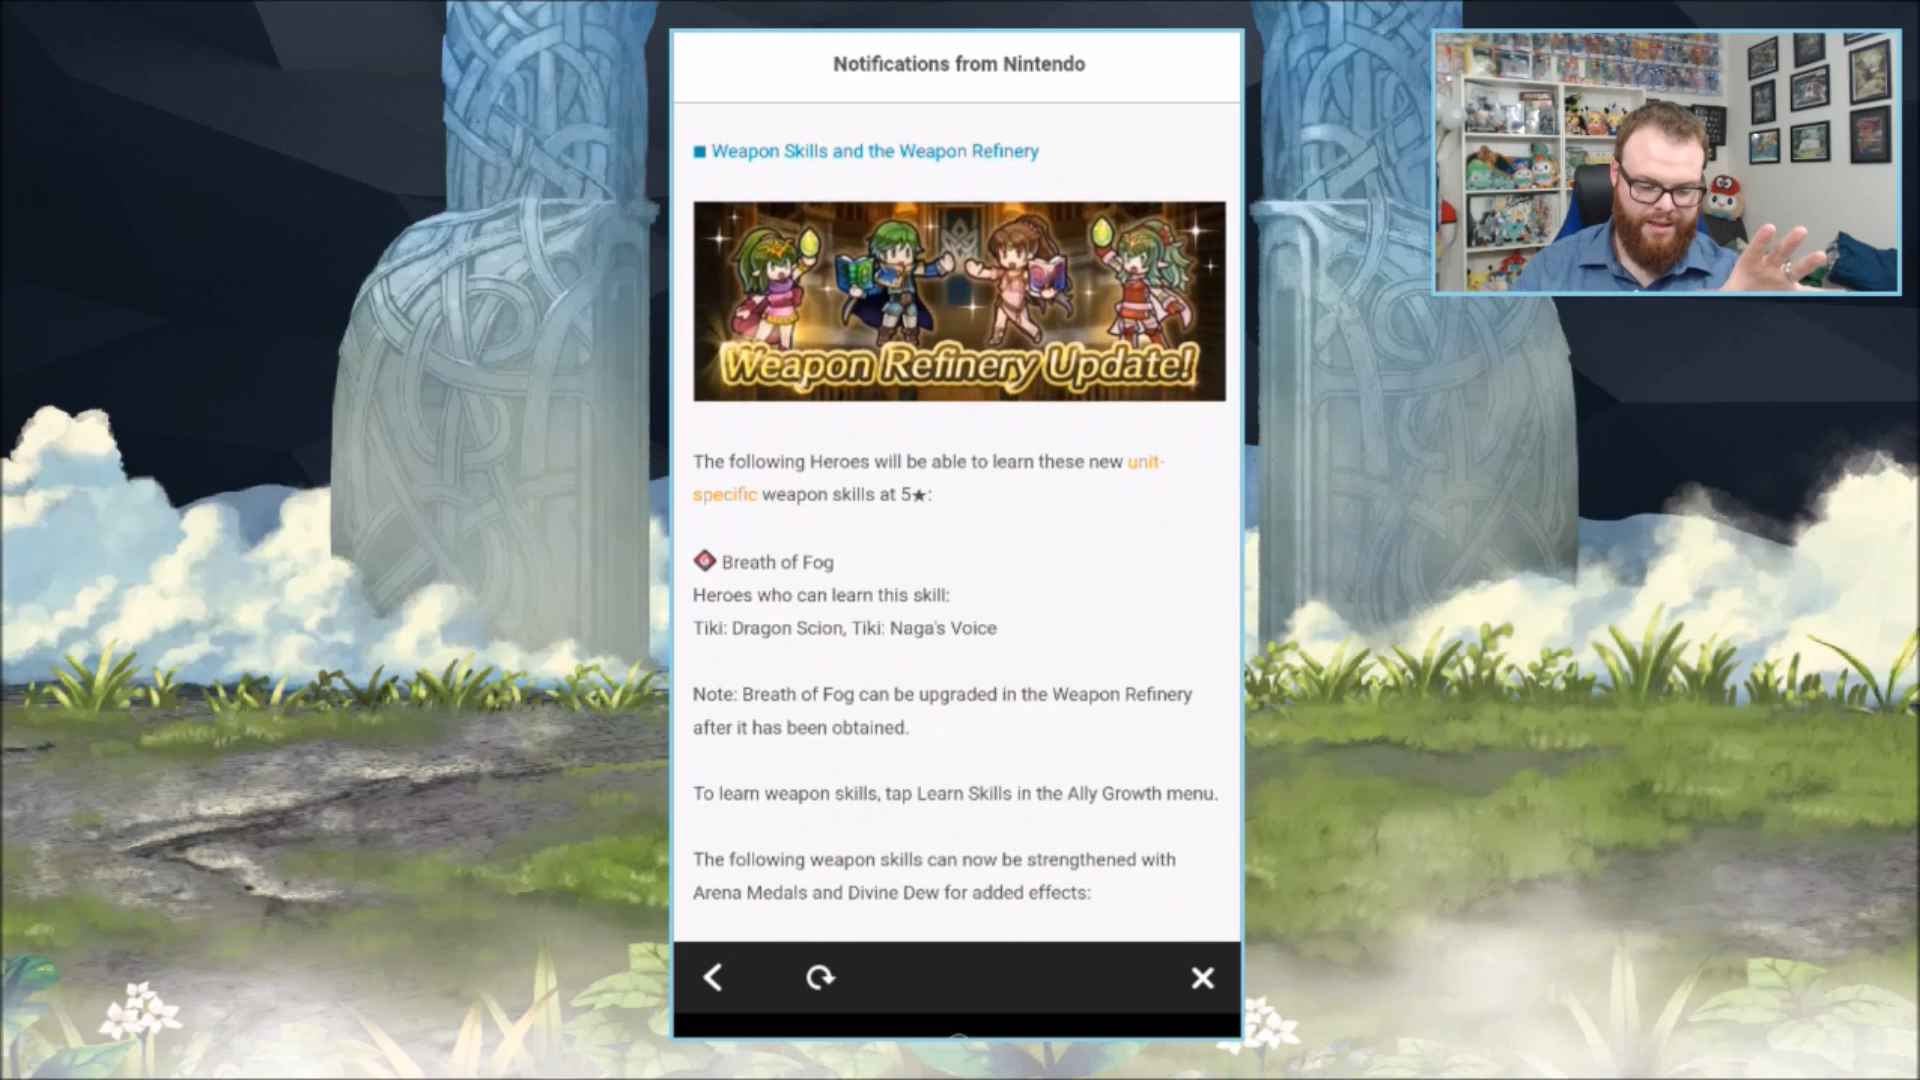 Notifications from Nintendo
Weapon Skills and the Weapon Refinery
Weapon Refinery Update!
The following Heroes will be able to learn these new unit-
specific weapon skills at 5★:
Breath of Fog
Heroes who can learn this skill:
Tiki: Dragon Scion, Tiki: Naga's Voice
Note: Breath of Fog can be upgraded in the Weapon Refinery
after it has been obtained.
To learn weapon skills, tap Learn Skills in the Ally Growth menu.
The following weapon skills can now be strengthened with
Arena Medals and Divine Dew for added effects: